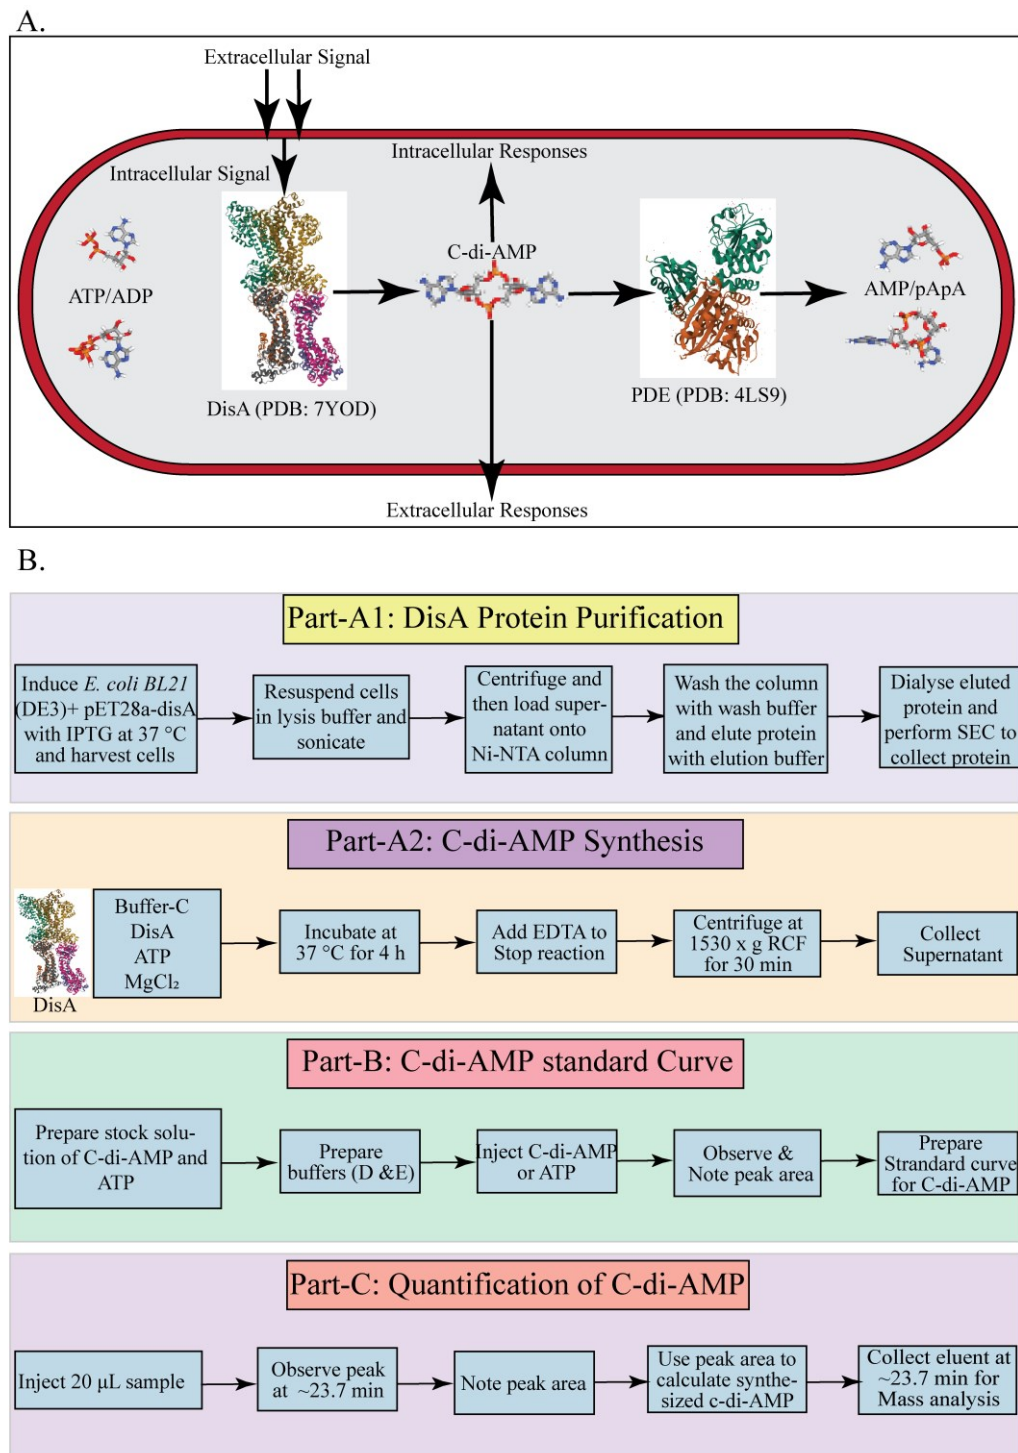 A.
Extracellular Signal
Intracellular Responses
Intracellular Signal
C-di-AMP
ATP/ADP
AMP/pApA
DisA (PDB: 7YOD)
PDE (PDB: 4LS9)
Extracellular Responses
B.
Part-A1: DisA Protein Purification
Induce E. coli BL21
(DE3)+ pET28a-disA
with IPTG at 37 °C
and harvest cells
Resuspend cells
in lysis buffer and
sonicate
Centrifuge and
then load super-
natant onto
Ni-NTA column
Wash the column
with wash buffer
and elute protein
with elution buffer
Dialyse eluted
protein and
perform SEC to
collect protein
Part-A2: C-di-AMP Synthesis
DisA
Buffer-C
DisA
ATP
MgCl₂
Incubate at
37 °C for 4 h
Add EDTA to
Stop reaction
Centrifuge at
1530 x g RCF
for 30 min
Collect
Supernatant
Part-B: C-di-AMP standard Curve
Prepare stock solu-
tion of C-di-AMP and
ATP
Prepare
buffers (D &E)
Inject C-di-AMP
or ATP
Observe &
Note peak area
Prepare
Strandard curve
for C-di-AMP
Part-C: Quantification of C-di-AMP
Inject 20 µL sample
Observe peak
at ~23.7 min
Note peak area
Use peak area to
calculate synthe-
sized c-di-AMP
Collect eluent at
~23.7 min for
Mass analysis